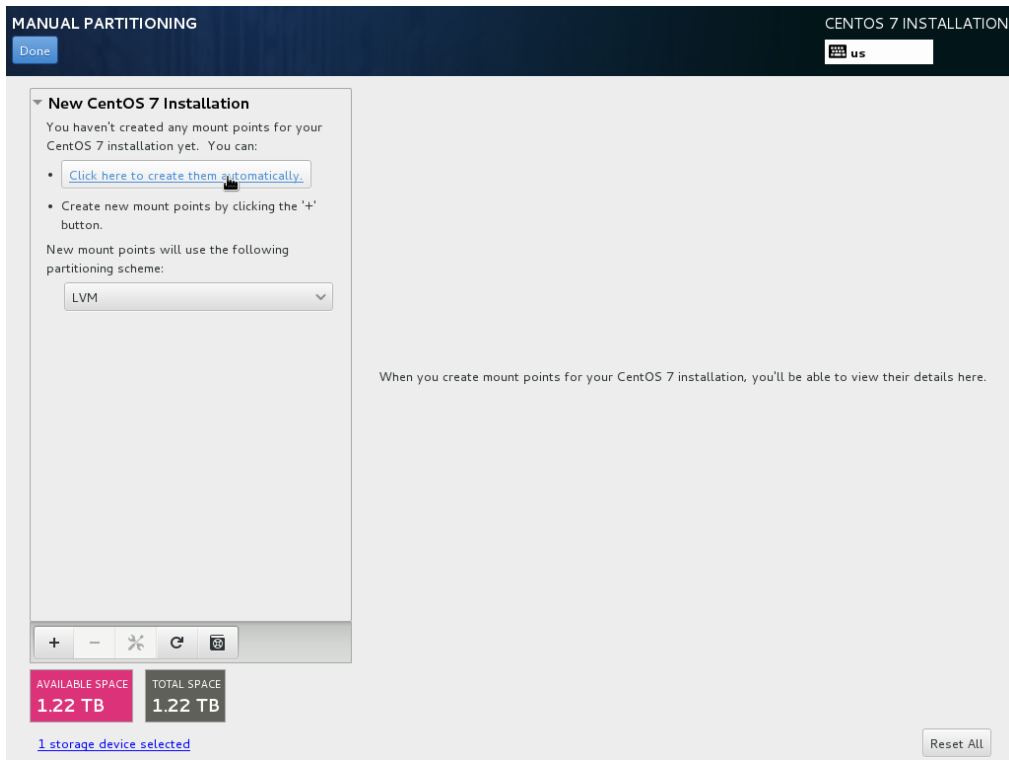 MANUAL PARTITIONING
CENTOS 7 INSTALLATION
Done
us
New CentOS 7 Installation
You haven't created any mount points for your
CentOS 7 installation yet.  You can:
• Click here to create them automatically.
• Create new mount points by clicking the '+'
button.
New mount points will use the following
partitioning scheme:
LVM
When you create mount points for your CentOS 7 installation, you'll be able to view their details here.
+ −
AVAILABLE SPACE
1.22 TB
TOTAL SPACE
1.22 TB
1 storage device selected
Reset All